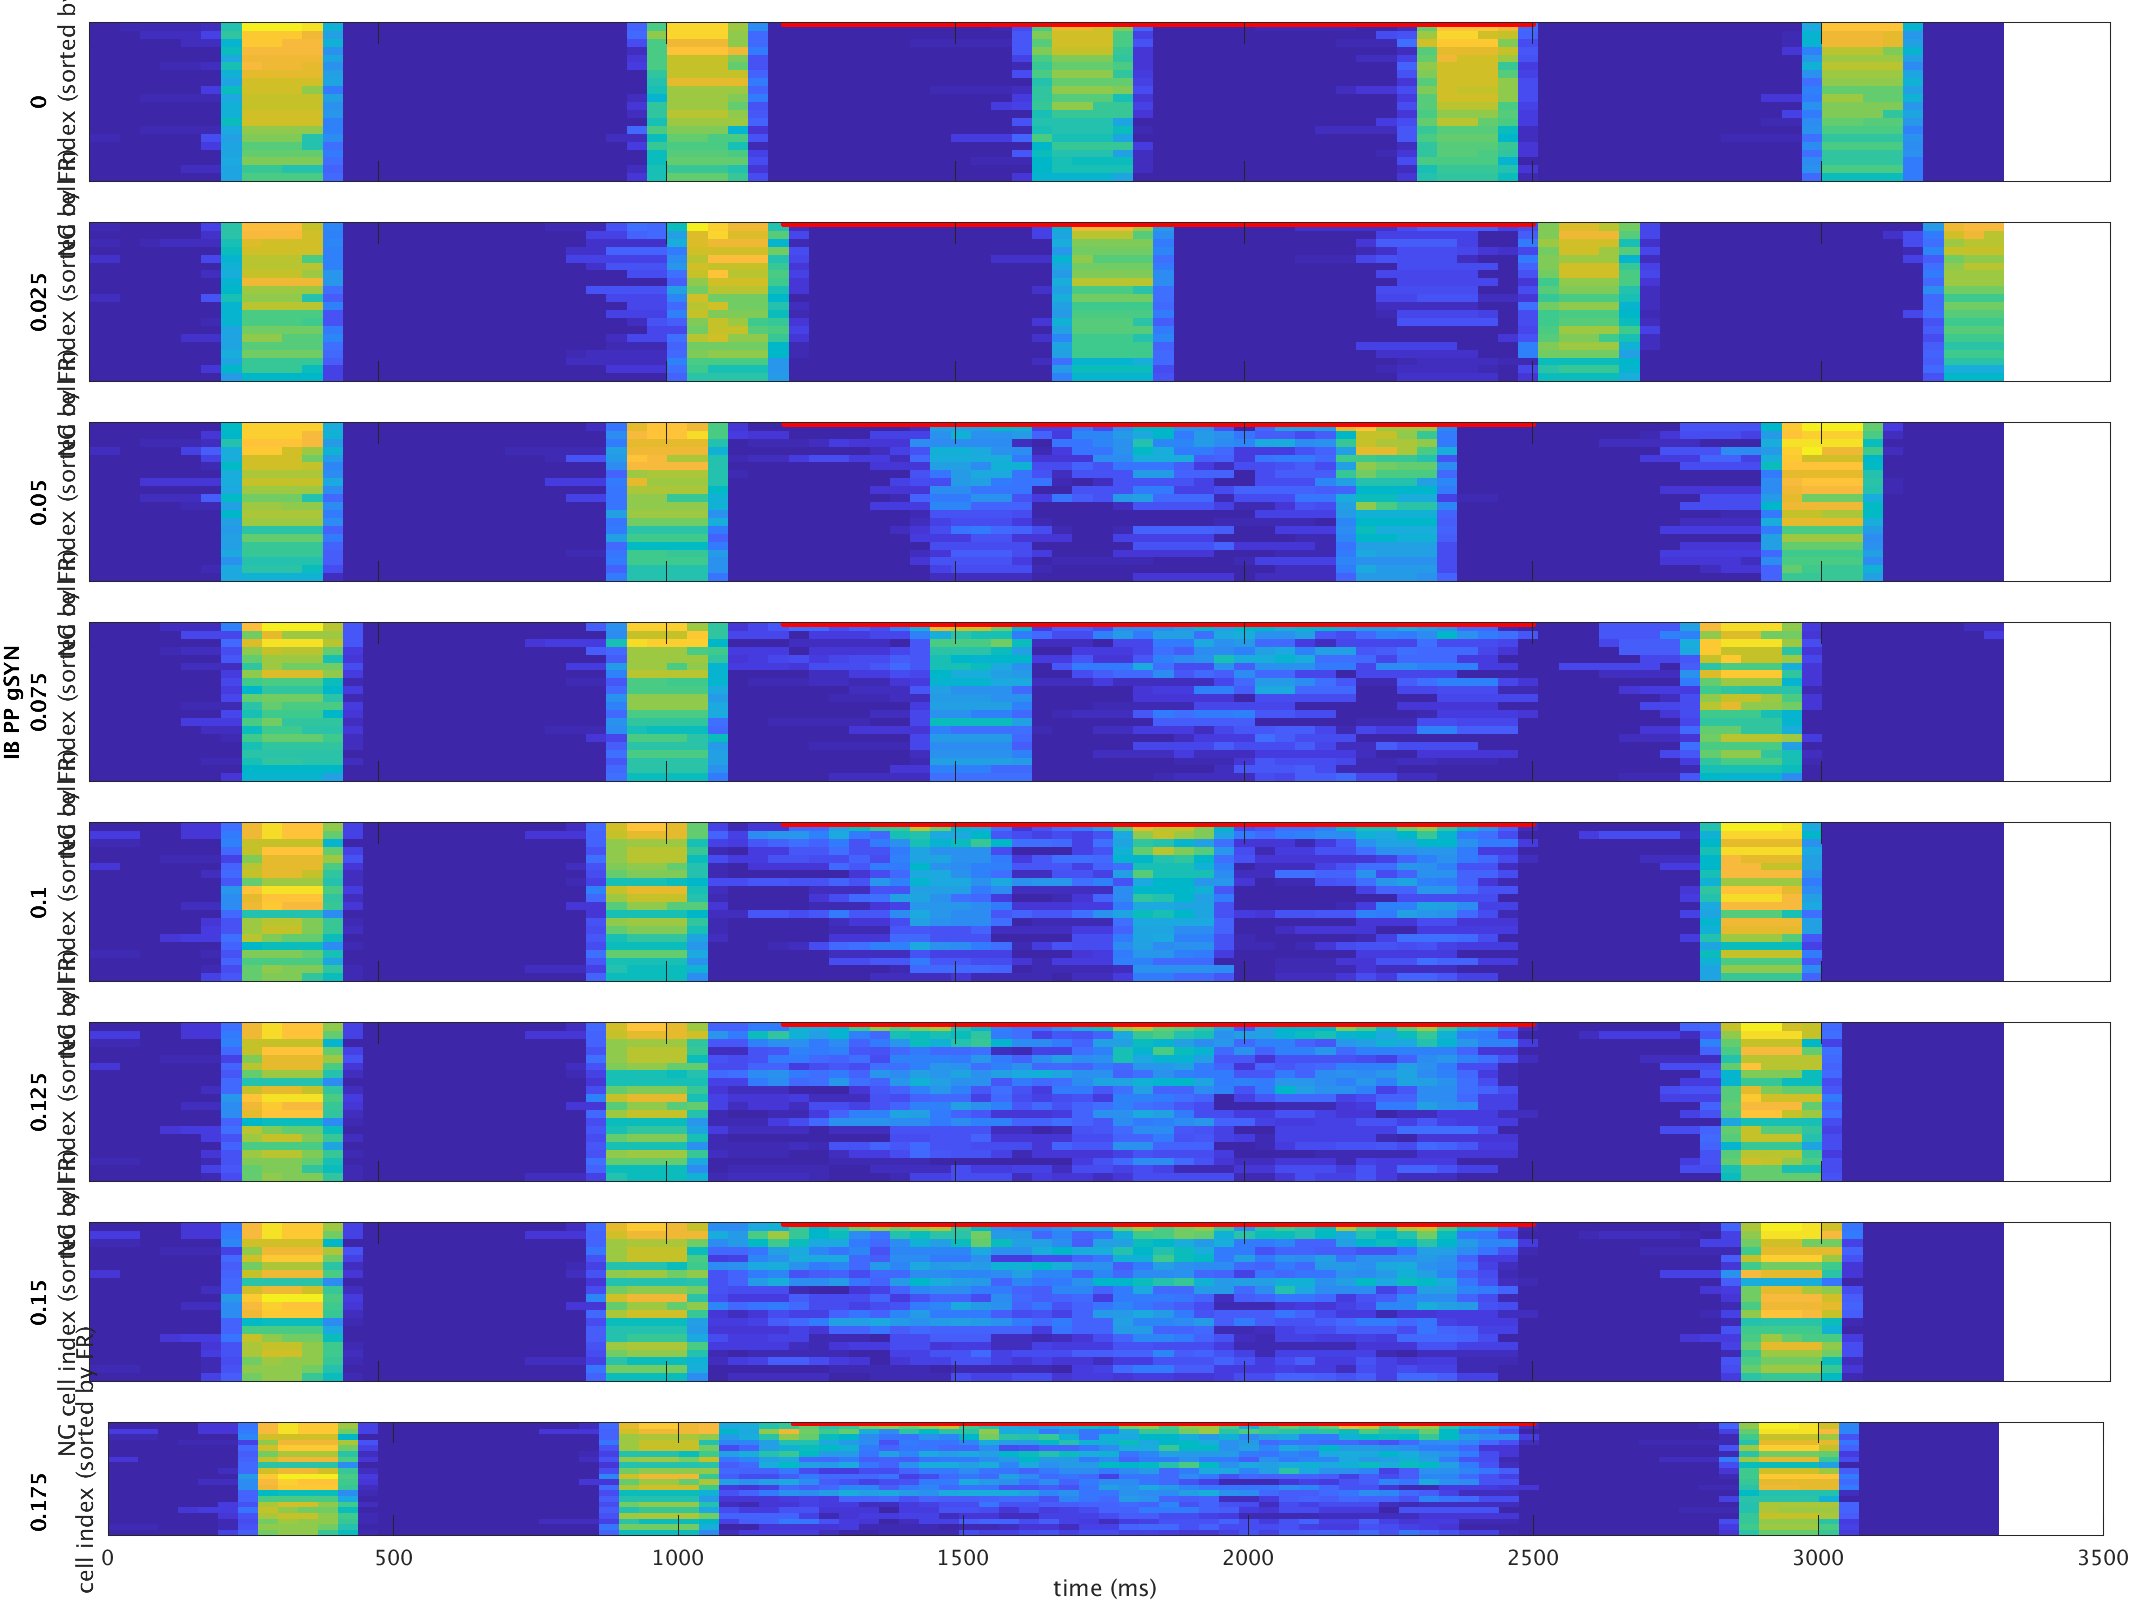 IB PP gSYN
0
0.025
0.05
0.075
0.1
0.125
0.15
0.175
NG cell index (sorted by FR)
cell index (sorted by FR)
0 500 1000 1500 2000 2500 3000 3500
time (ms)